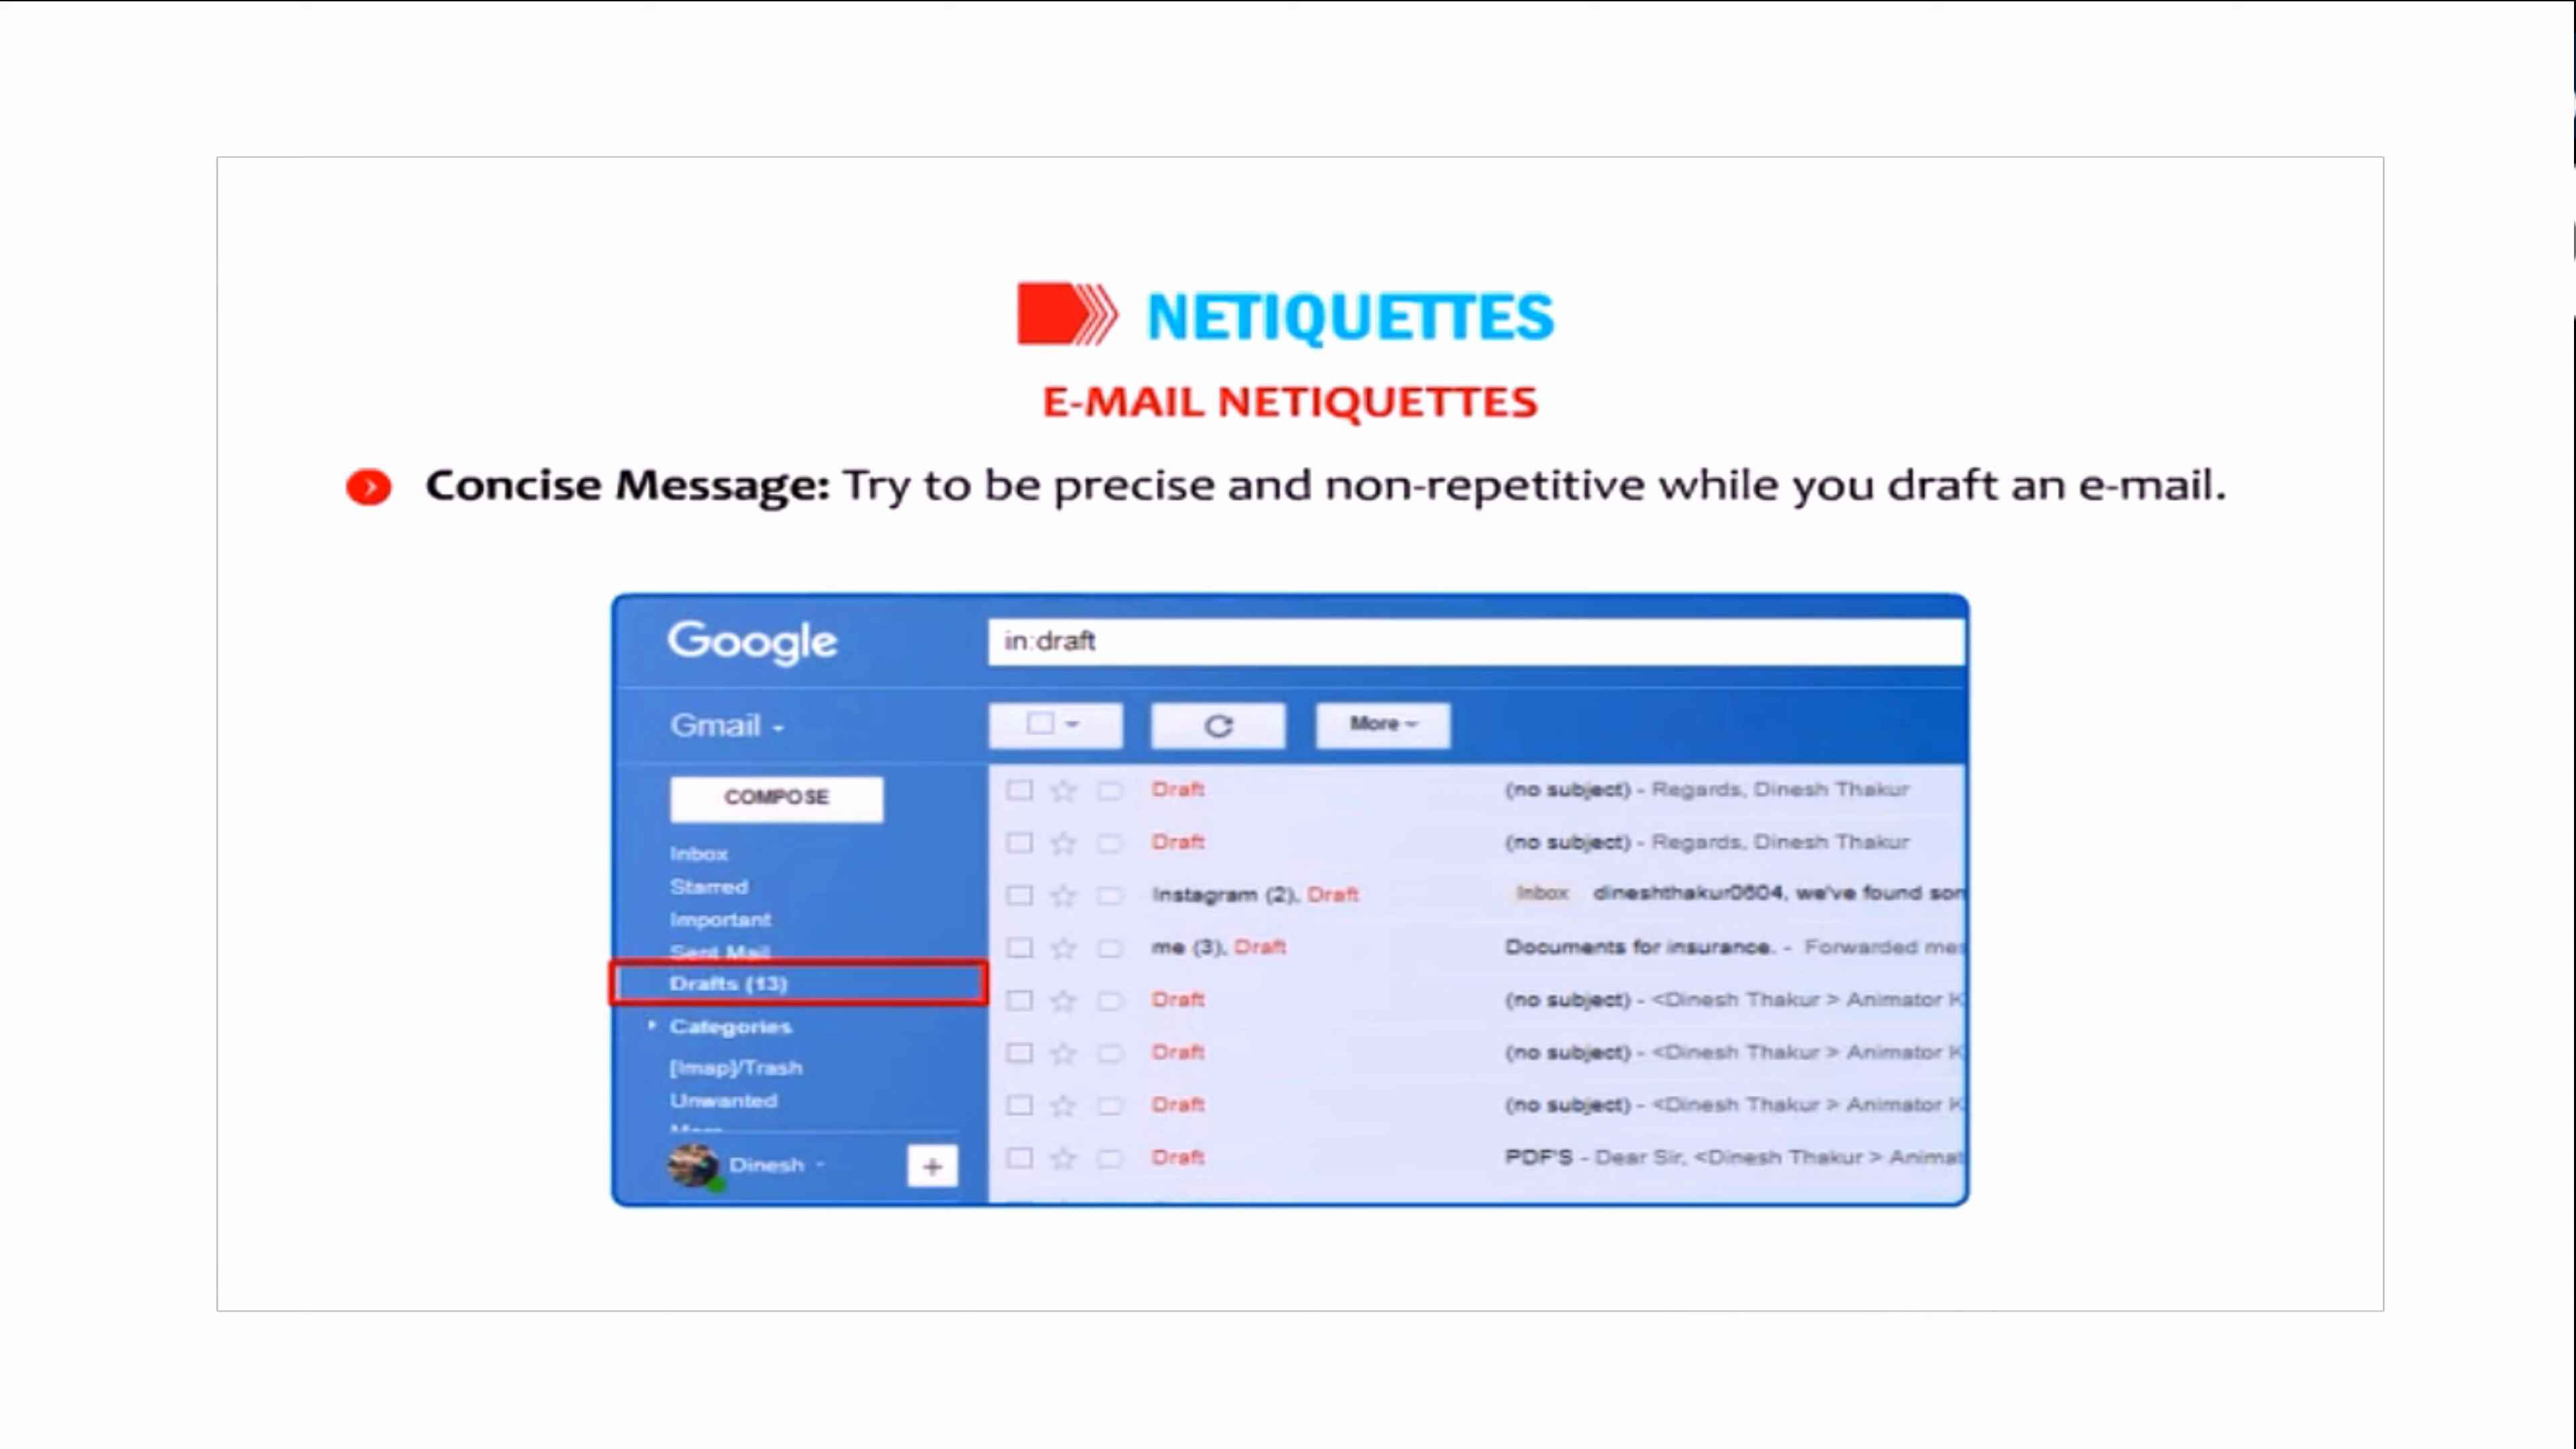 NETIQUETTES
E-MAIL NETIQUETTES
Concise Message: Try to be precise and non-repetitive while you draft an e-mail.
Google in:draft
Gmail More
COMPOSE
Inbox
Starred
Important
Sent Mail
Drafts (13)
Categories
[Imap]/Trash
Unwanted
More
Dinesh +
Draft (no subject) - Regards, Dinesh Thakur
Draft (no subject) - Regards, Dinesh Thakur
Instagram (2), Draft Inbox dineshthakur0604, we've found
me (3), Draft Documents for insurance. - Forwarded
Draft (no subject) - <Dinesh Thakur > Animator
Draft (no subject) - <Dinesh Thakur > Animator
Draft (no subject) - <Dinesh Thakur > Animator
Draft PDF'S - Dear Sir, <Dinesh Thakur >